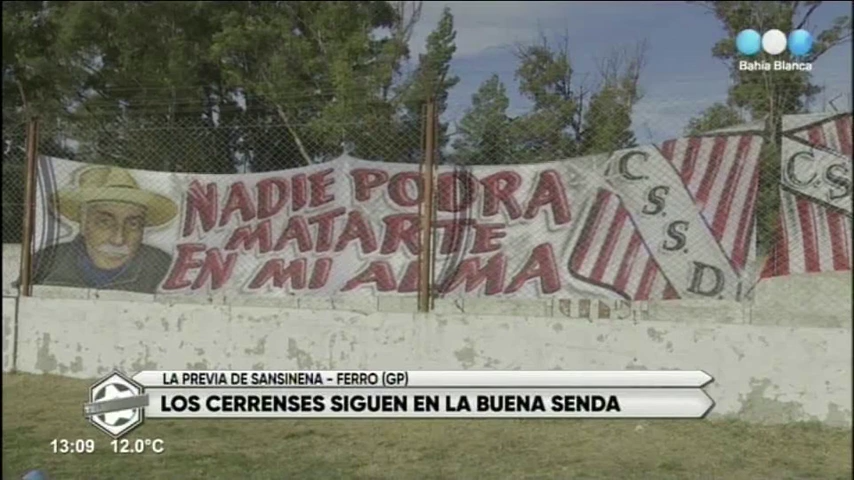 Bahía Blanca
NADIE PODRA
MATARTE
EN MI ALMA
C.S.S.D.
C.S
LA PREVIA DE SANSINENA - FERRO (GP)
LOS CERRENSES SIGUEN EN LA BUENA SENDA
13:09 12.0°C